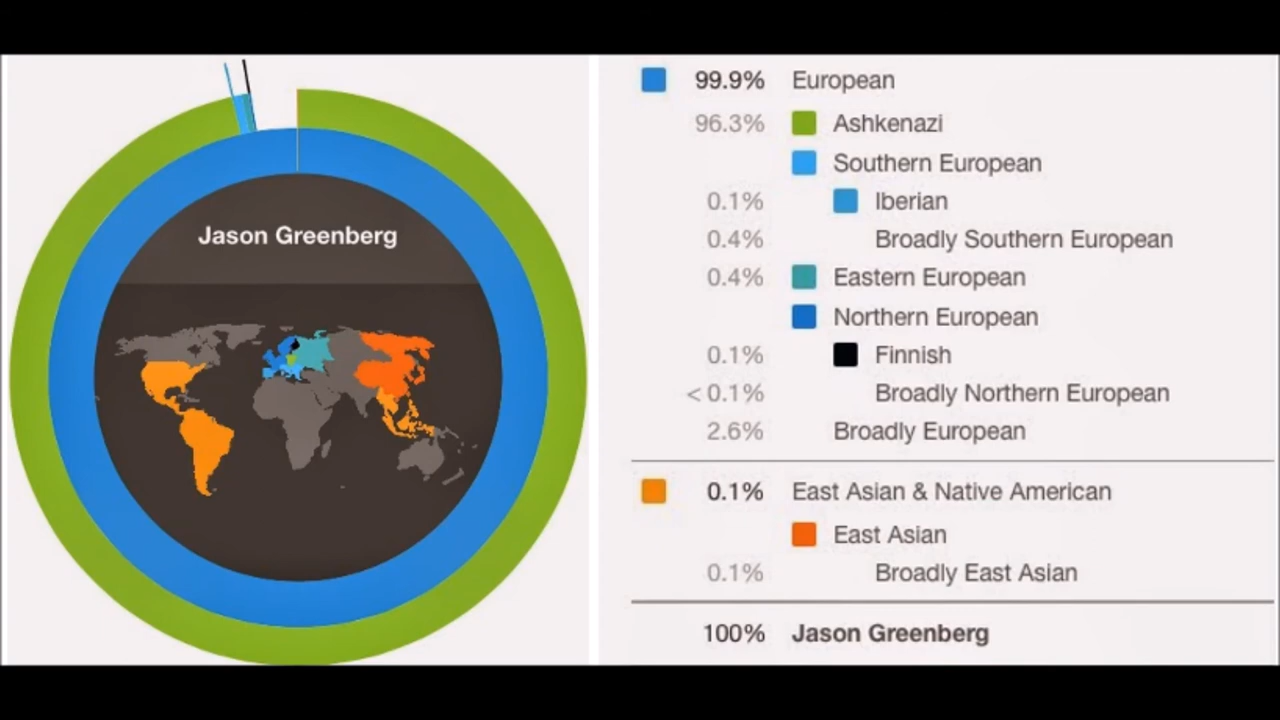 Jason Greenberg
99.9% European
96.3% Ashkenazi
Southern European
0.1% Iberian
0.4% Broadly Southern European
0.4% Eastern European
Northern European
0.1% Finnish
< 0.1% Broadly Northern European
2.6% Broadly European
0.1% East Asian & Native American
East Asian
0.1% Broadly East Asian
100% Jason Greenberg